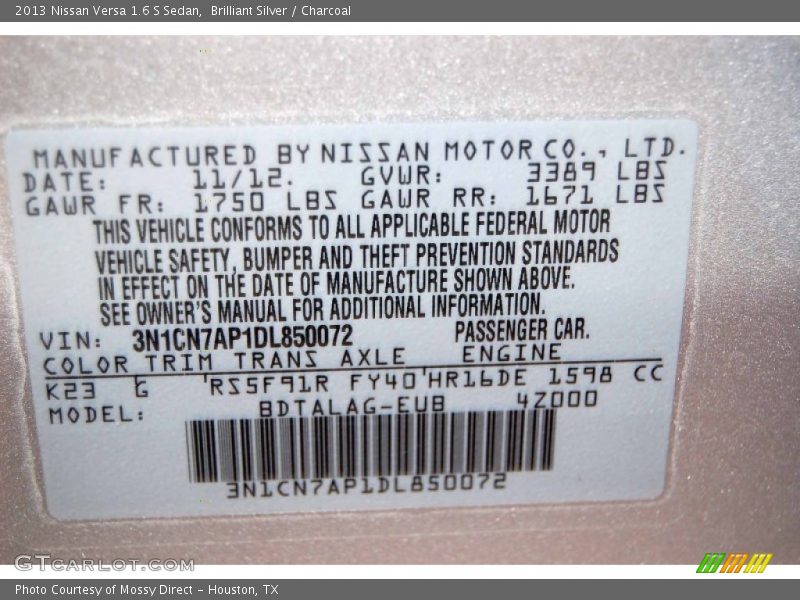 2013 Nissan Versa 1.6 S Sedan, Brilliant Silver / Charcoal
MANUFACTURED BY NISSAN MOTOR CO., LTD.
DATE: 11/12. GVWR: 3389 LBS
GAWR FR: 1750 LBS GAWR RR: 1671 LBS
THIS VEHICLE CONFORMS TO ALL APPLICABLE FEDERAL MOTOR
VEHICLE SAFETY, BUMPER AND THEFT PREVENTION STANDARDS
IN EFFECT ON THE DATE OF MANUFACTURE SHOWN ABOVE.
SEE OWNER'S MANUAL FOR ADDITIONAL INFORMATION.
VIN: 3N1CN7AP1DL850072 PASSENGER CAR.
COLOR TRIM TRANS AXLE ENGINE
K23 G RS5F91R FY40 HR16DE 1598 CC
MODEL: BDTALAG-EUB 4Z000
3N1CN7AP1DL850072
GTCARLOT.COM
Photo Courtesy of Mossy Direct - Houston, TX